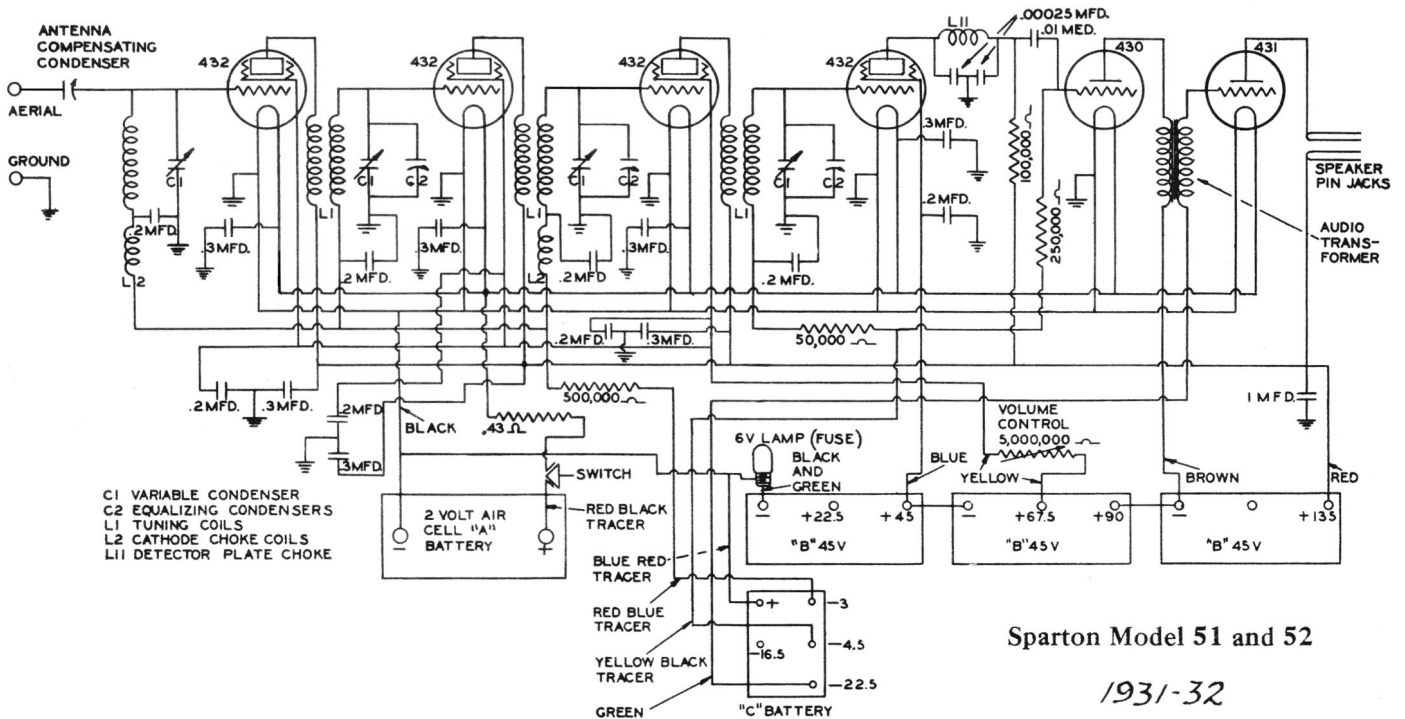 ANTENNA
COMPENSATING
CONDENSER
AERIAL
GROUND
432
432
432
432
L11
.00025 MFD.
.01 MED.
430
431
C1
.2MFD.
L2
.3MFD.
L1
C1
C2
.2MFD.
.3MFD.
L1
L2
C1
C2
.2MFD
.3MFD.
L1
C1
C2
.2MFD.
.3MFD.
.2MFD.
100,000
250,000
SPEAKER
PIN JACKS
AUDIO
TRANS-
FORMER
.2MFD.
.3MFD.
50,000
.2MFD.
.3MFD.
.2MFD
.3MFD
BLACK
.43 Ω
500,000
1 MFD.
VOLUME
CONTROL
5,000,000
6V LAMP (FUSE)
BLACK
AND
GREEN
BLUE
YELLOW
BROWN
RED
SWITCH
RED BLACK
TRACER
C1 VARIABLE CONDENSER
C2 EQUALIZING CONDENSERS
L1 TUNING COILS
L2 CATHODE CHOKE COILS
L11 DETECTOR PLATE CHOKE
2 VOLT AIR
CELL "A"
BATTERY
−
+
−
+22.5
+45
"B" 45V
−
+67.5
+90
"B" 45V
−
+135
"B" 45V
BLUE RED
TRACER
RED BLUE
TRACER
YELLOW BLACK
TRACER
GREEN
+
−3
−16.5
−4.5
−22.5
"C" BATTERY
Sparton Model 51 and 52
1931-32